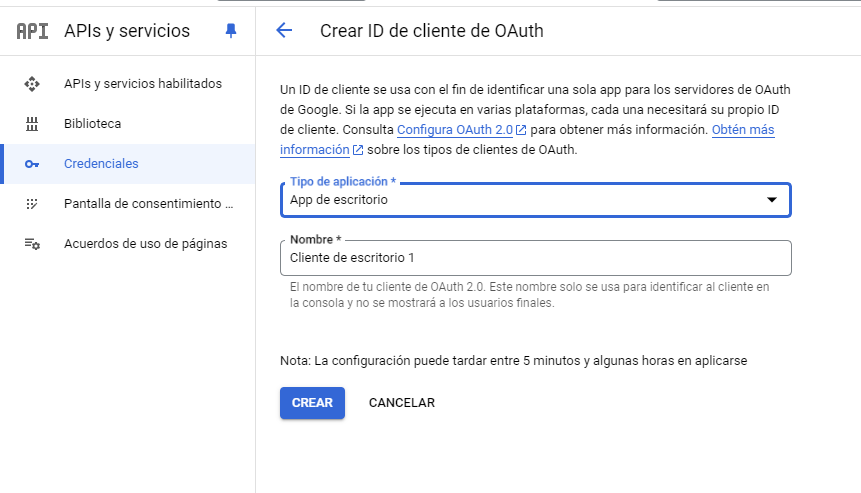 API APIs y servicios
Crear ID de cliente de OAuth
APIs y servicios habilitados
Biblioteca
Credenciales
Pantalla de consentimiento ...
Acuerdos de uso de páginas
Un ID de cliente se usa con el fin de identificar una sola app para los servidores de OAuth
de Google. Si la app se ejecuta en varias plataformas, cada una necesitará su propio ID
de cliente. Consulta Configura OAuth 2.0 para obtener más información. Obtén más
información sobre los tipos de clientes de OAuth.
Tipo de aplicación *
App de escritorio
Nombre *
Cliente de escritorio 1
El nombre de tu cliente de OAuth 2.0. Este nombre solo se usa para identificar al cliente en
la consola y no se mostrará a los usuarios finales.
Nota: La configuración puede tardar entre 5 minutos y algunas horas en aplicarse
CREAR CANCELAR